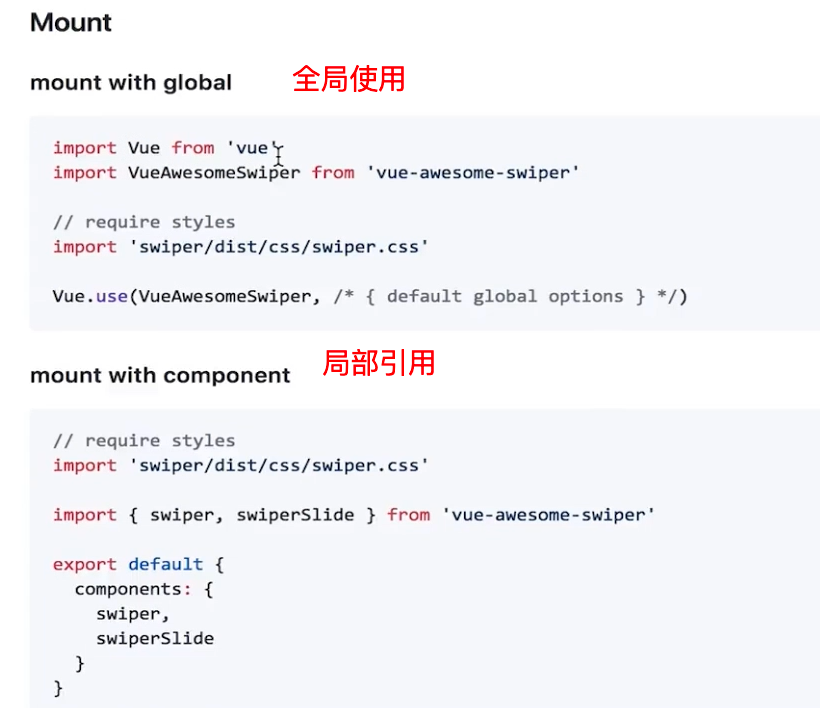 Mount
mount with global 全局使用
import Vue from 'vue'
import VueAwesomeSwiper from 'vue-awesome-swiper'
// require styles
import 'swiper/dist/css/swiper.css'
Vue.use(VueAwesomeSwiper, /* { default global options } */)
mount with component 局部引用
// require styles
import 'swiper/dist/css/swiper.css'
import { swiper, swiperSlide } from 'vue-awesome-swiper'
export default {
components: {
swiper,
swiperSlide
}
}